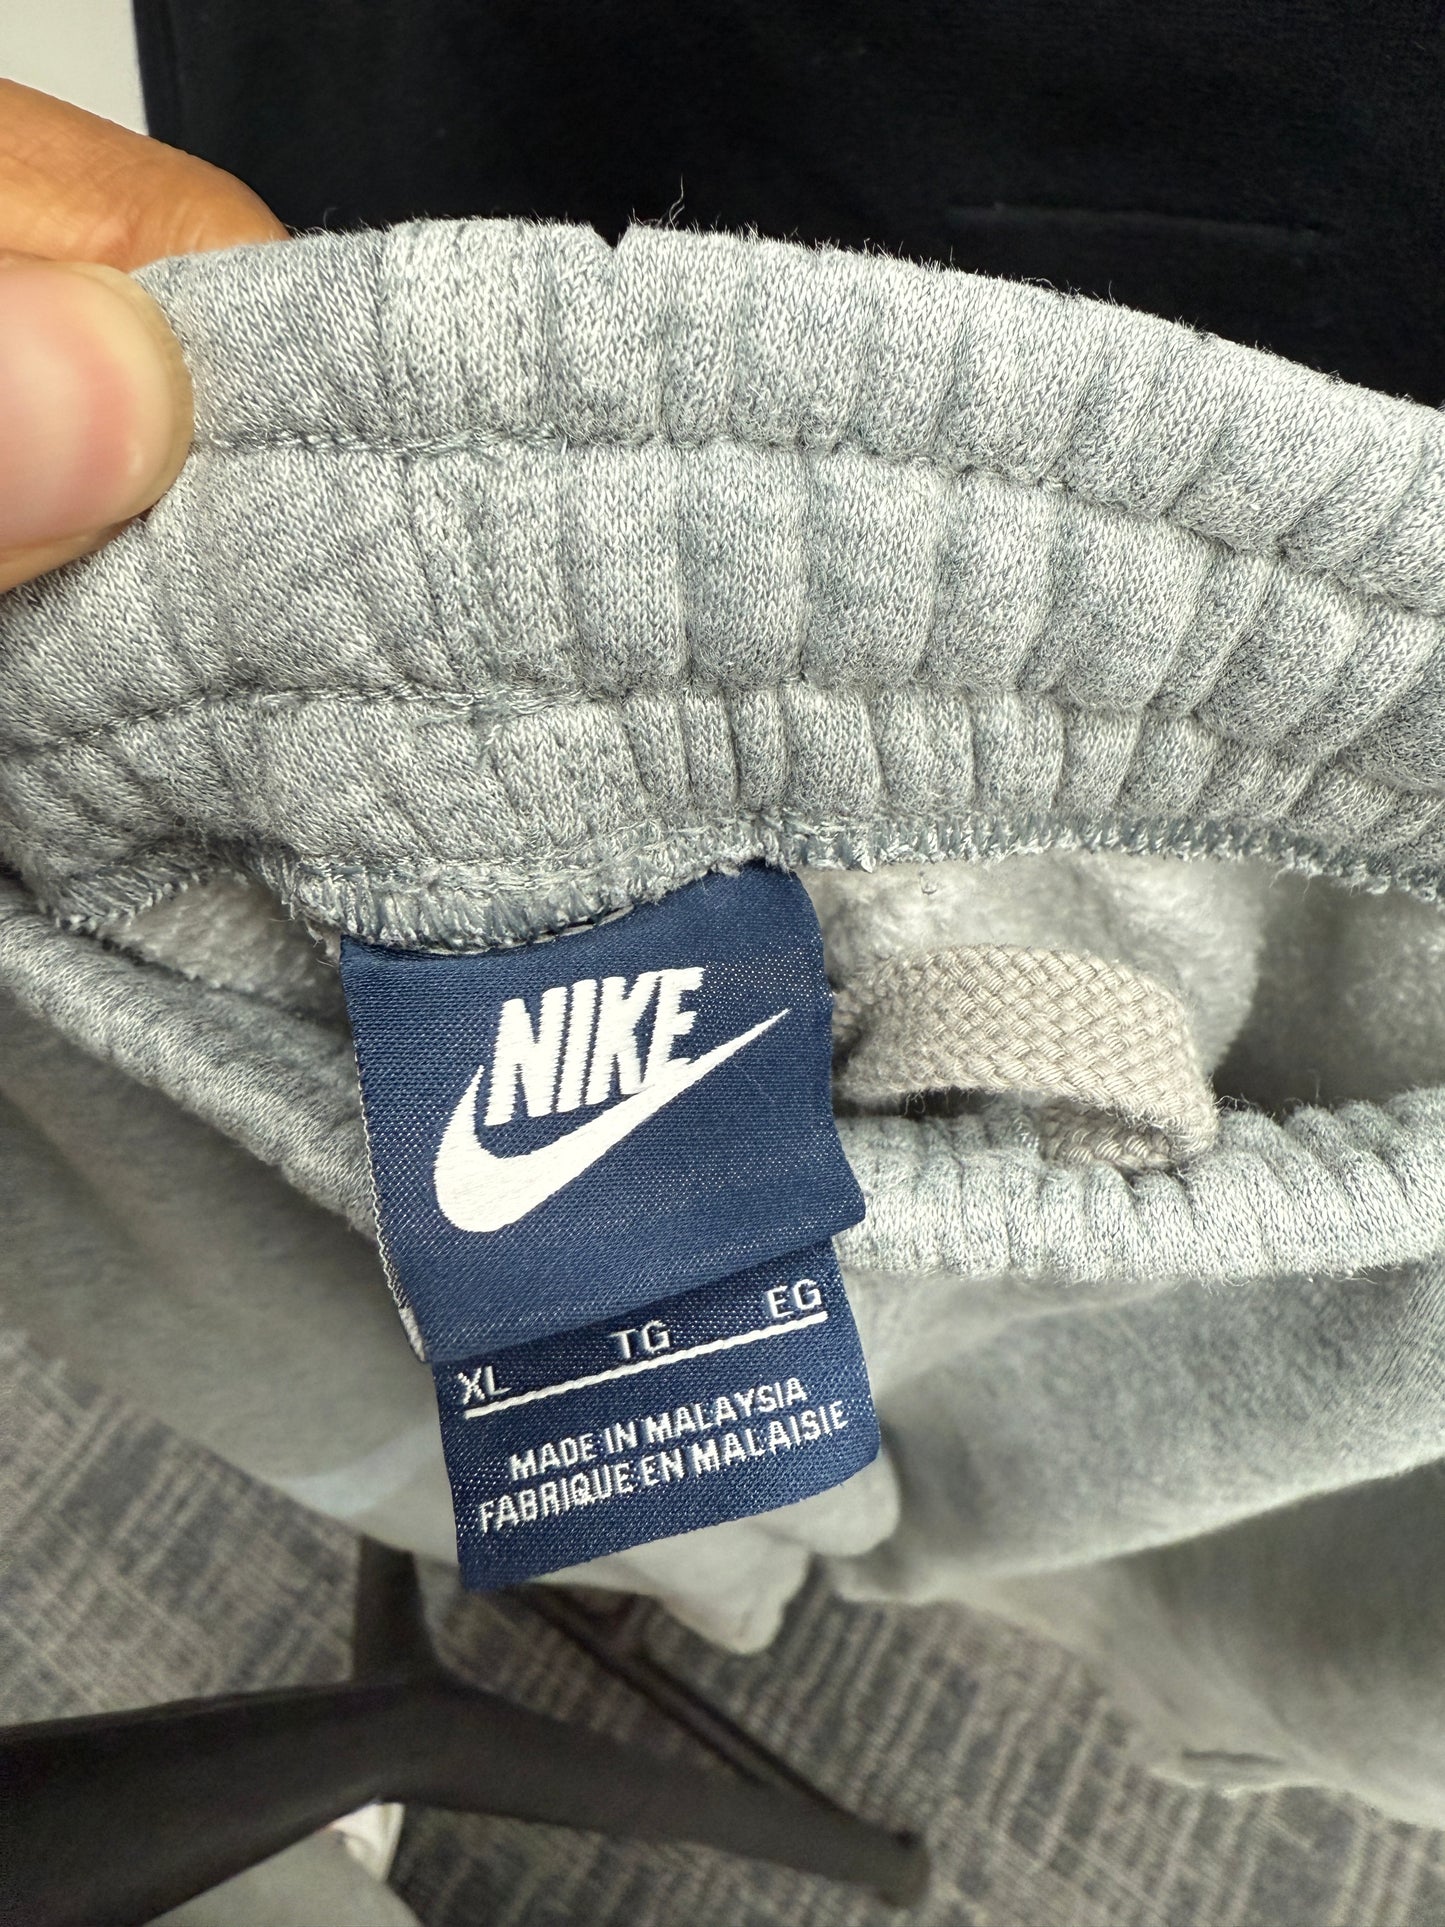 NIKE
XL TG EG
MADE IN MALAYSIA
FABRIQUE EN MALAISIE